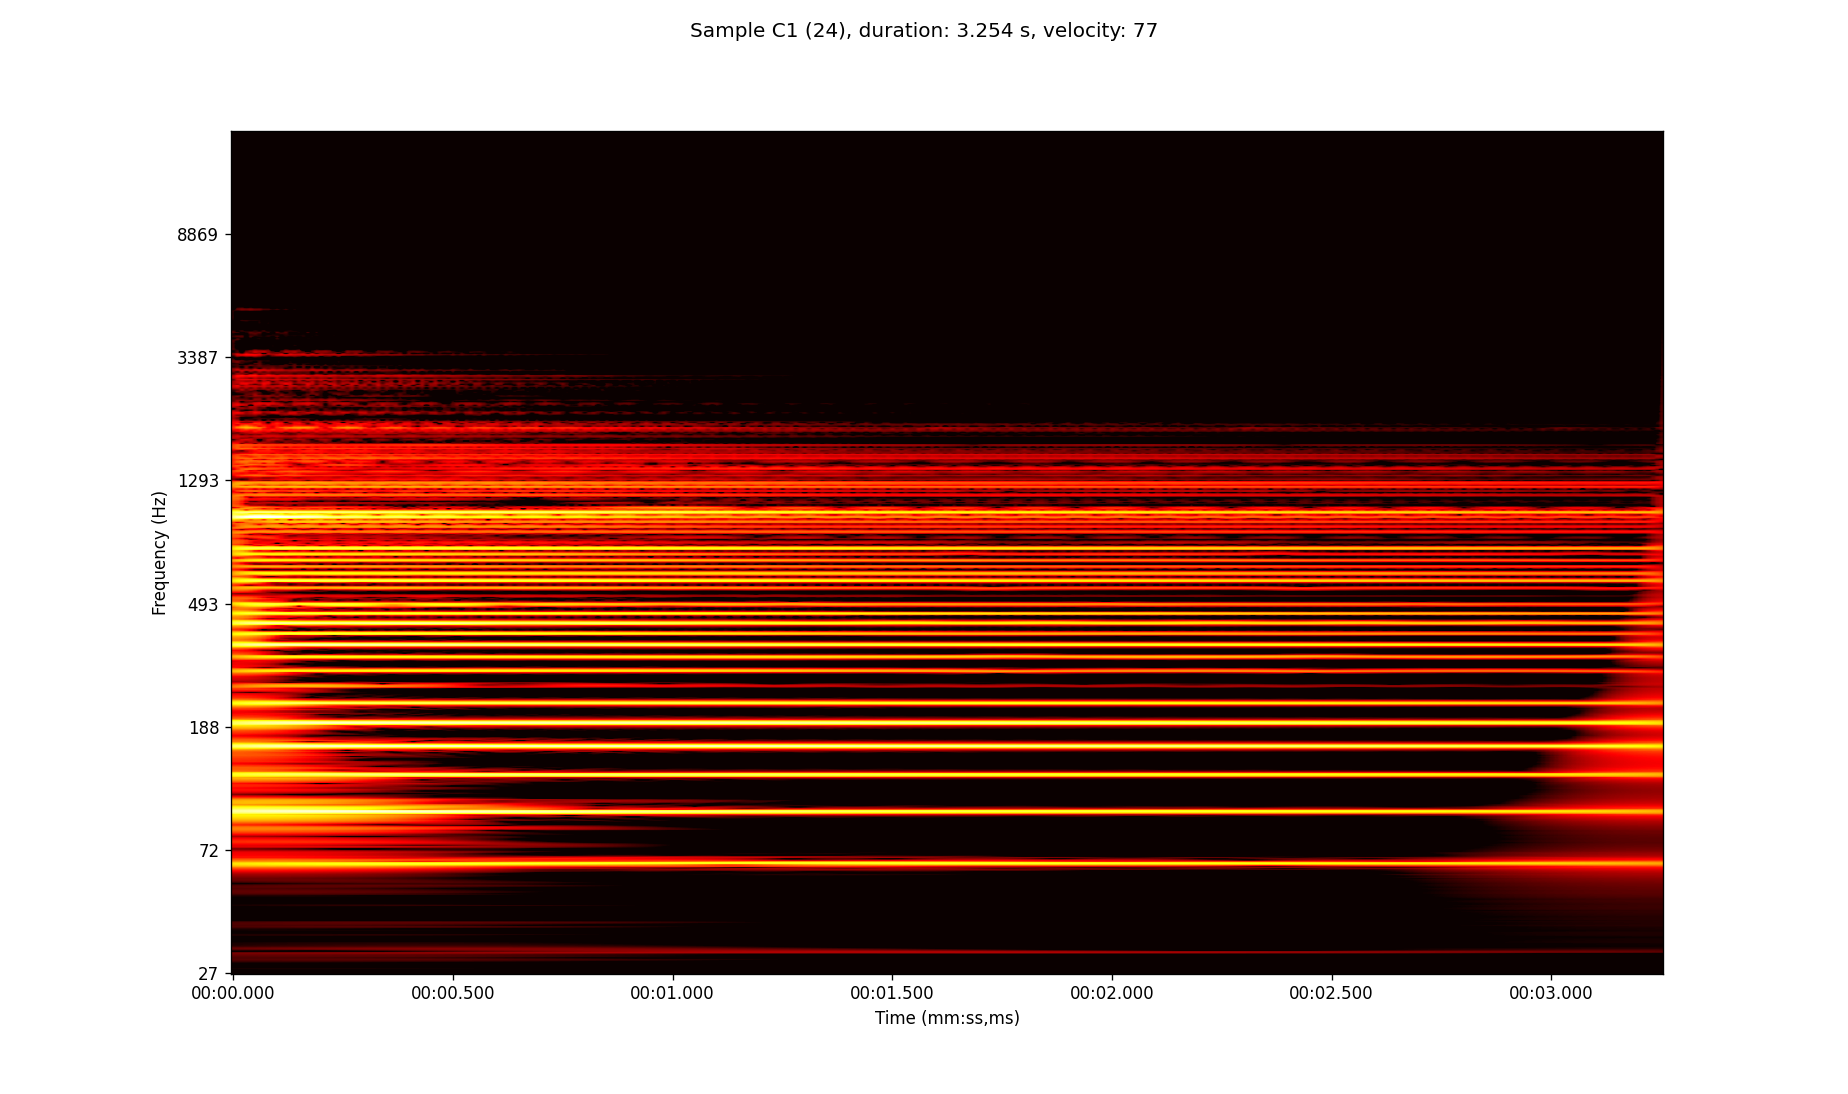 Sample C1 (24), duration: 3.254 s, velocity: 77
8869
3387
1293
493
188
72
27
Frequency (Hz)
00:00.000 00:00.500 00:01.000 00:01.500 00:02.000 00:02.500 00:03.000
Time (mm:ss,ms)